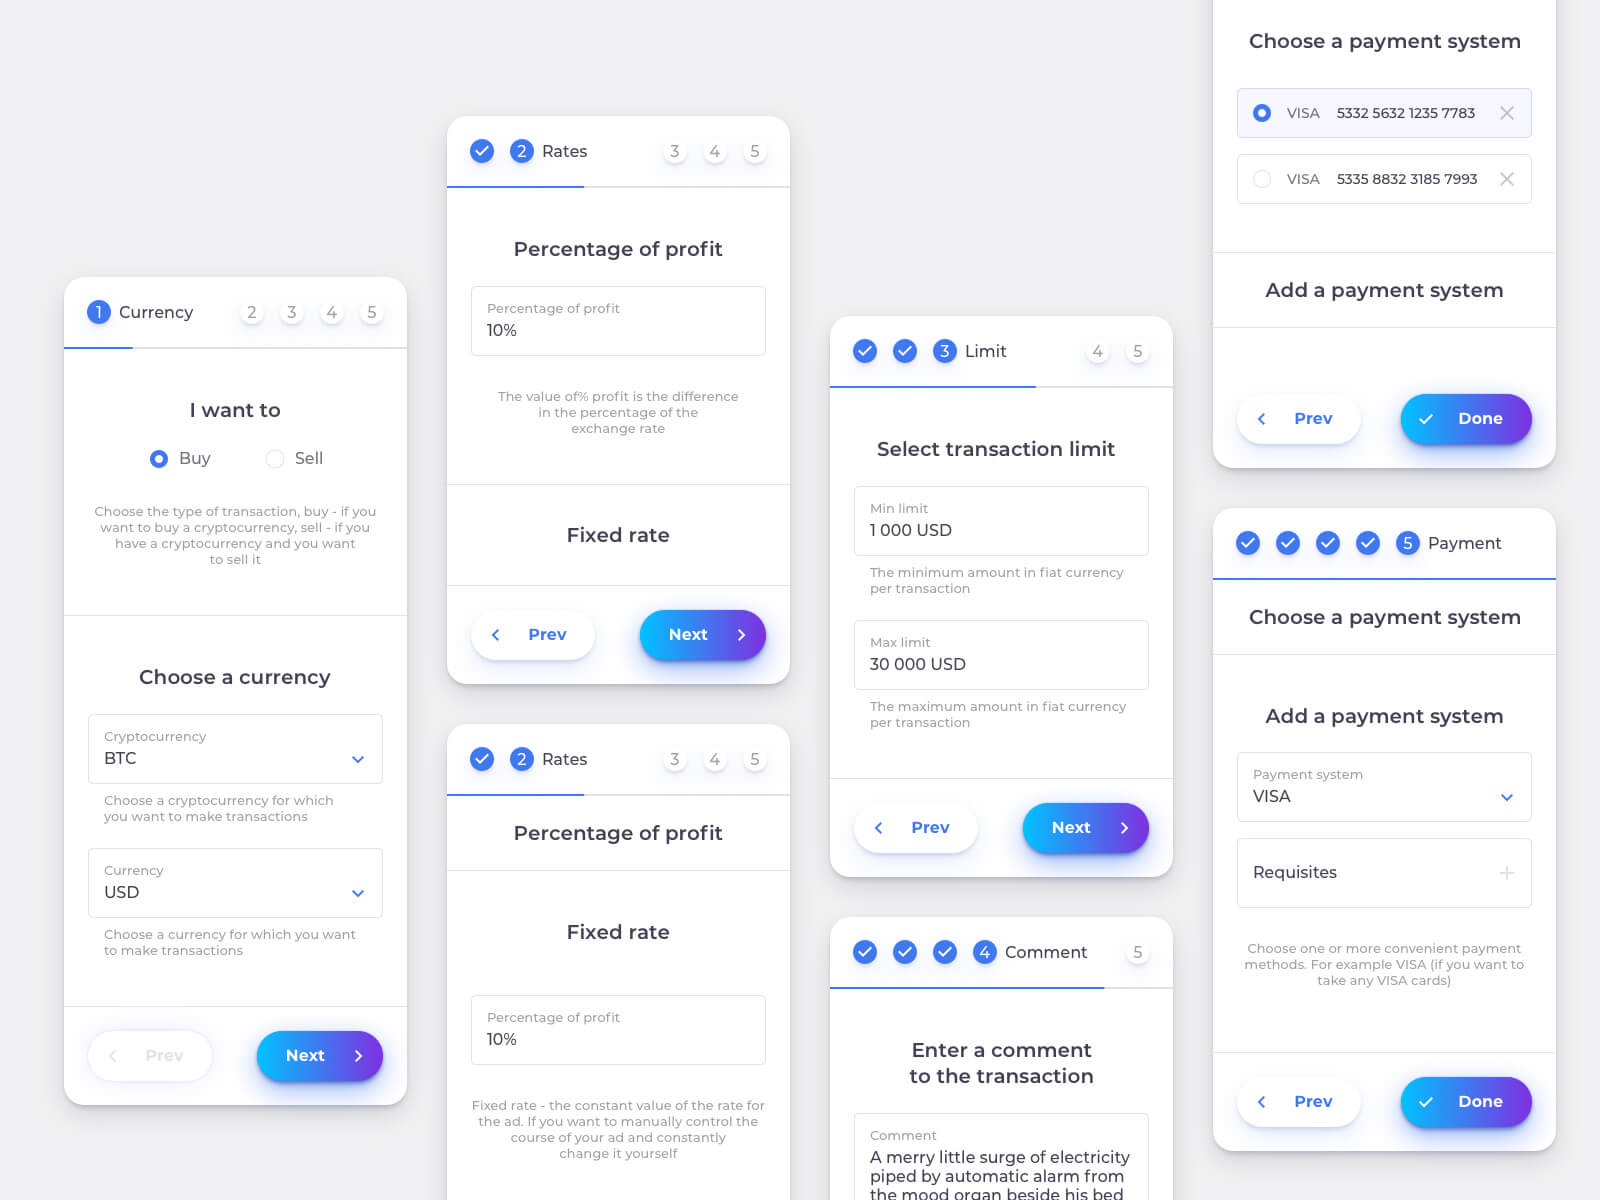 1 Currency 2 3 4 5
I want to
Buy Sell
Choose the type of transaction, buy - if you
want to buy a cryptocurrency, sell - if you
have a cryptocurrency and you want
to sell it
Choose a currency
Cryptocurrency
BTC
Choose a cryptocurrency for which
you want to make transactions
Currency
USD
Choose a currency for which you want
to make transactions
Prev Next
2 Rates 3 4 5
Percentage of profit
Percentage of profit
10%
The value of% profit is the difference
in the percentage of the
exchange rate
Fixed rate
Prev Next
2 Rates 3 4 5
Percentage of profit
Fixed rate
Percentage of profit
10%
Fixed rate - the constant value of the rate for
the ad. If you want to manually control the
course of your ad and constantly
change it yourself
3 Limit 4 5
Select transaction limit
Min limit
1 000 USD
The minimum amount in fiat currency
per transaction
Max limit
30 000 USD
The maximum amount in fiat currency
per transaction
Prev Next
4 Comment 5
Enter a comment
to the transaction
Comment
A merry little surge of electricity
piped by automatic alarm from
the mood organ beside his bed
Choose a payment system
VISA 5332 5632 1235 7783
VISA 5335 8832 3185 7993
Add a payment system
Prev Done
5 Payment
Choose a payment system
Add a payment system
Payment system
VISA
Requisites
Choose one or more convenient payment
methods. For example VISA (if you want to
take any VISA cards)
Prev Done